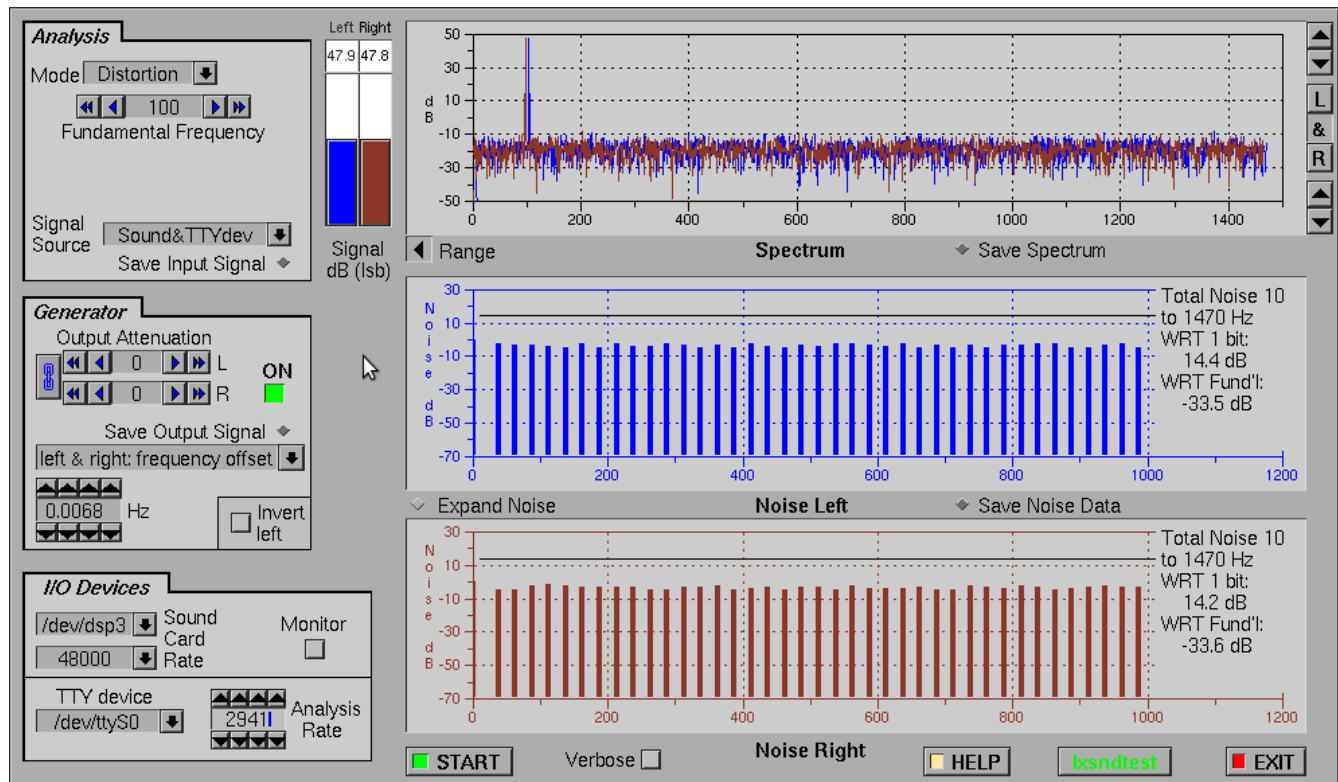 Analysis
Mode Distortion
100
Fundamental Frequency
Signal
Source
Sound&TTYdev
Save Input Signal
Left Right
47.9 47.8
Signal
dB (lsb)
50
30
10
-10
-30
-50
d
B
0 200 400 600 800 1000 1200 1400
L
&
R
Range
Spectrum
Save Spectrum
Generator
Output Attenuation
0 L
0 R
ON
Save Output Signal
left & right: frequency offset
0.0068 Hz
Invert
left
30
10
-10
-30
-50
-70
Noise dB
0 200 400 600 800 1000 1200
Total Noise 10
to 1470 Hz
WRT 1 bit:
14.4 dB
WRT Fund'l:
-33.5 dB
Expand Noise
Noise Left
Save Noise Data
I/O Devices
/dev/dsp3
Sound
Card
Rate
48000
Monitor
TTY device
/dev/ttyS0
2941
Analysis
Rate
30
10
-10
-30
-50
-70
Noise dB
0 200 400 600 800 1000 1200
Total Noise 10
to 1470 Hz
WRT 1 bit:
14.2 dB
WRT Fund'l:
-33.6 dB
START
Verbose
Noise Right
HELP
lxsndtest
EXIT